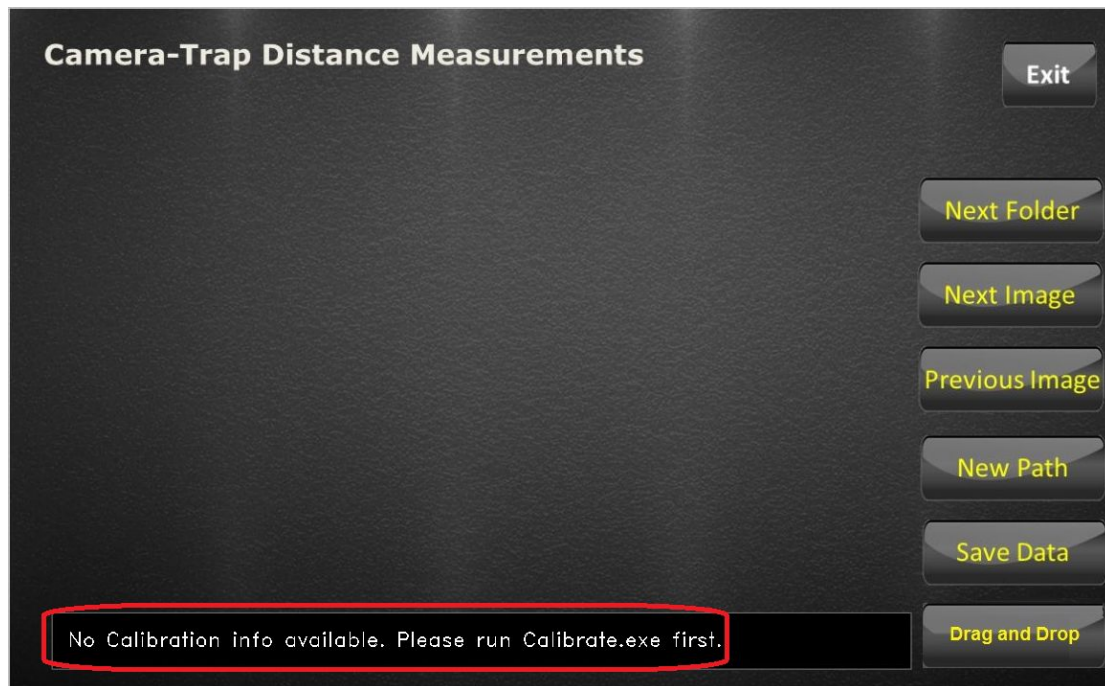 Camera-Trap Distance Measurements
Exit
Next Folder
Next Image
Previous Image
New Path
Save Data
No Calibration info available. Please run Calibrate.exe first.
Drag and Drop